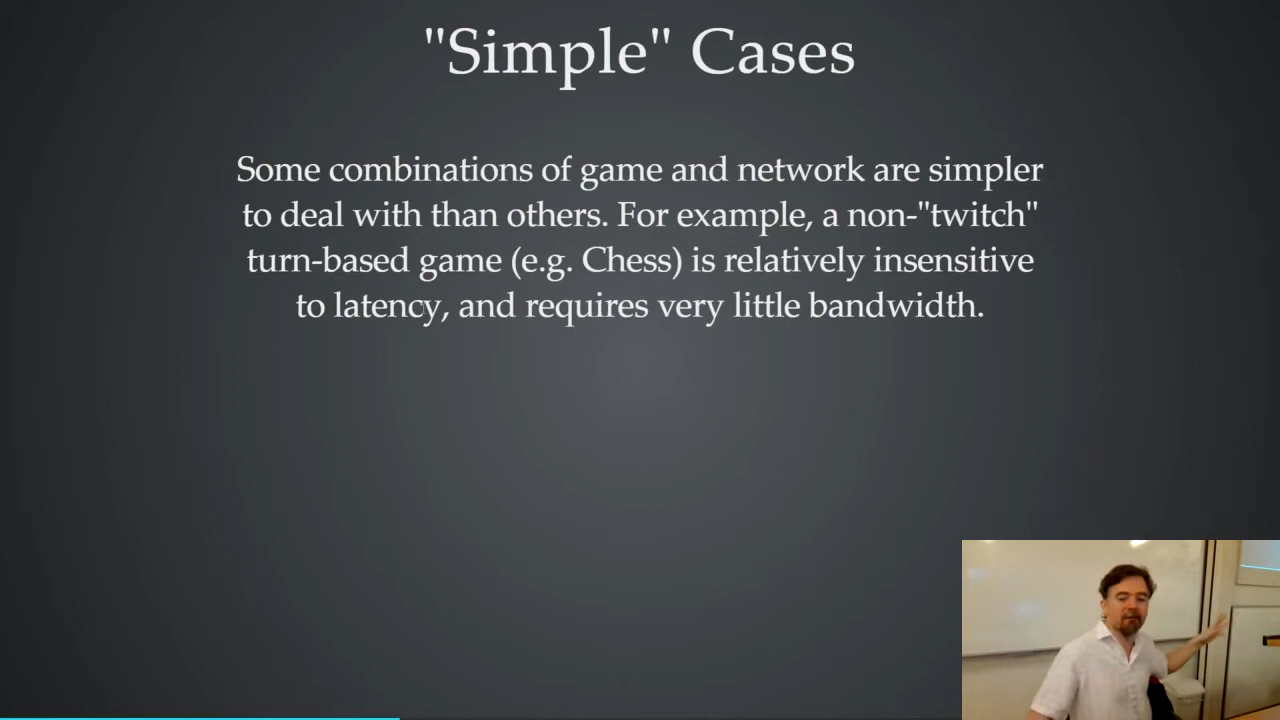 "Simple" Cases
Some combinations of game and network are simpler
to deal with than others. For example, a non-"twitch"
turn-based game (e.g. Chess) is relatively insensitive
to latency, and requires very little bandwidth.